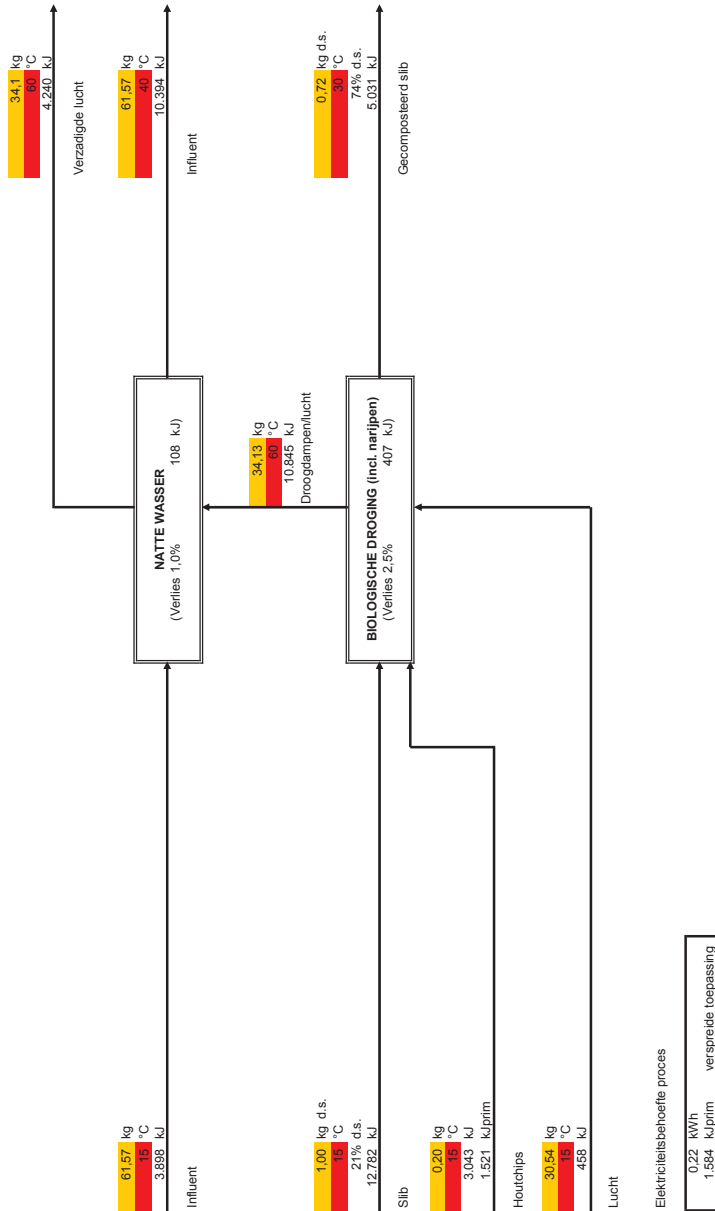 34,1 kg
60 °C
4.240 kJ
Verzadigde lucht
61,57 kg
15 °C
3.898 kJ
Influent
NATTE WASSER
(Verlies 1,0% 108 kJ)
61,57 kg
40 °C
10.394 kJ
Influent
34,13 kg
60 °C
10.845 kJ
Droogdampen/lucht
1,00 kg d.s.
15 °C
21% d.s.
12.782 kJ
Slib
BIOLOGISCHE DROGING (incl. narijpen)
(Verlies 2,5% 407 kJ)
0,72 kg d.s.
30 °C
74% d.s.
5.031 kJ
Gecomposteerd slib
0,20 kg
15 °C
3.043 kJ
1.521 kJprim
Houtchips
30,54 kg
15 °C
458 kJ
Lucht
Elektriciteitsbehoefte proces
0,22 kWh
1.584 kJprim verspreide toepassing